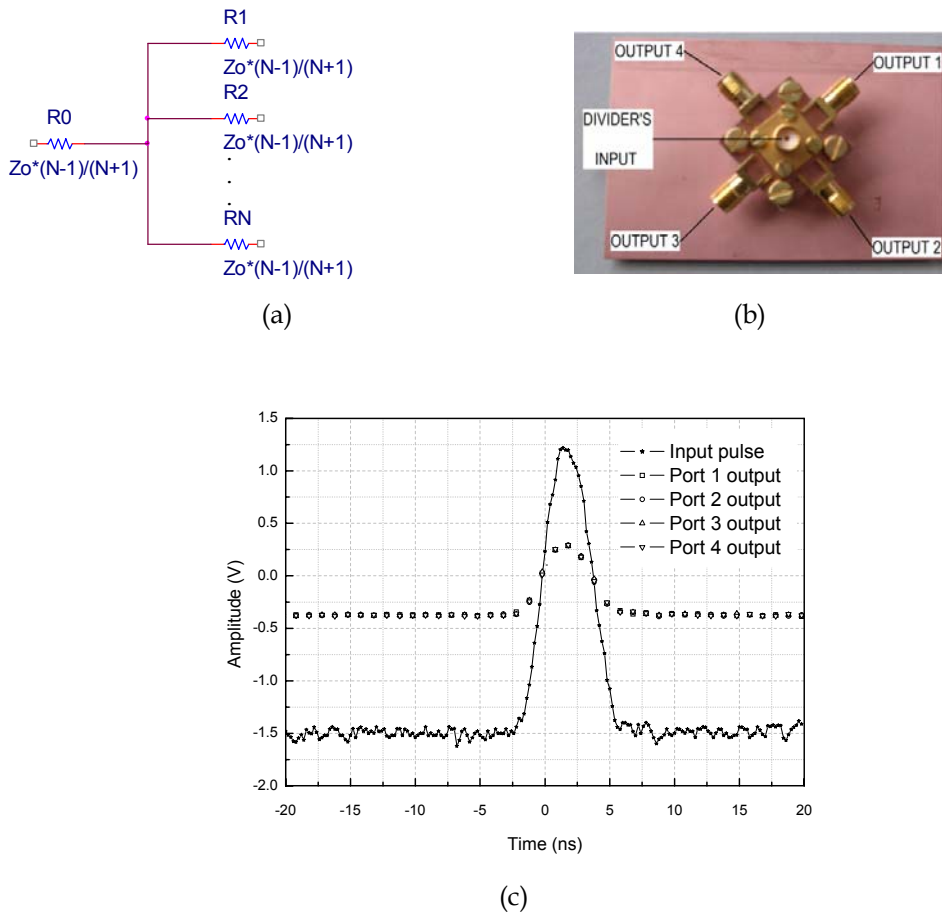 R1
Zo*(N-1)/(N+1)
R2
R0
Zo*(N-1)/(N+1)
Zo*(N-1)/(N+1)
RN
Zo*(N-1)/(N+1)
(a)
OUTPUT 4
OUTPUT 1
DIVIDER'S
INPUT
OUTPUT 3
OUTPUT 2
(b)
1.5
1.0
0.5
0.0
-0.5
-1.0
-1.5
-2.0
Amplitude (V)
Input pulse
Port 1 output
Port 2 output
Port 3 output
Port 4 output
-20 -15 -10 -5 0 5 10 15 20
Time (ns)
(c)